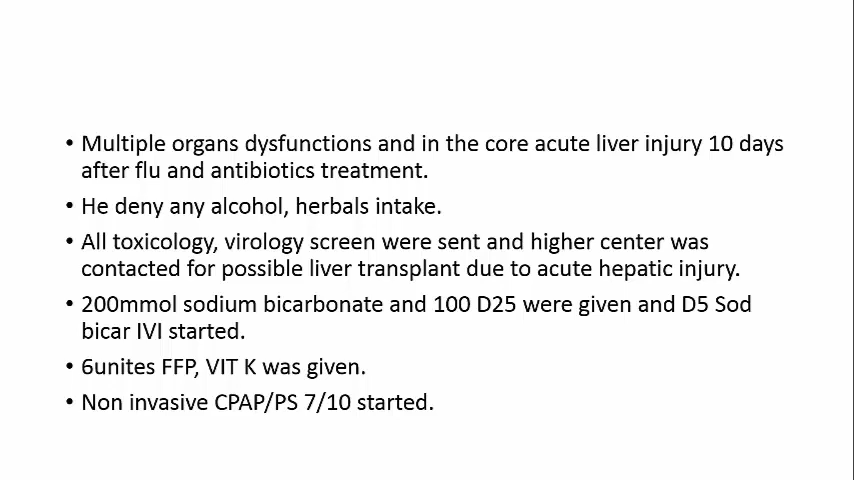 • Multiple organs dysfunctions and in the core acute liver injury 10 days
after flu and antibiotics treatment.
• He deny any alcohol, herbals intake.
• All toxicology, virology screen were sent and higher center was
contacted for possible liver transplant due to acute hepatic injury.
• 200mmol sodium bicarbonate and 100 D25 were given and D5 Sod
bicar IVI started.
• 6unites FFP, VIT K was given.
• Non invasive CPAP/PS 7/10 started.